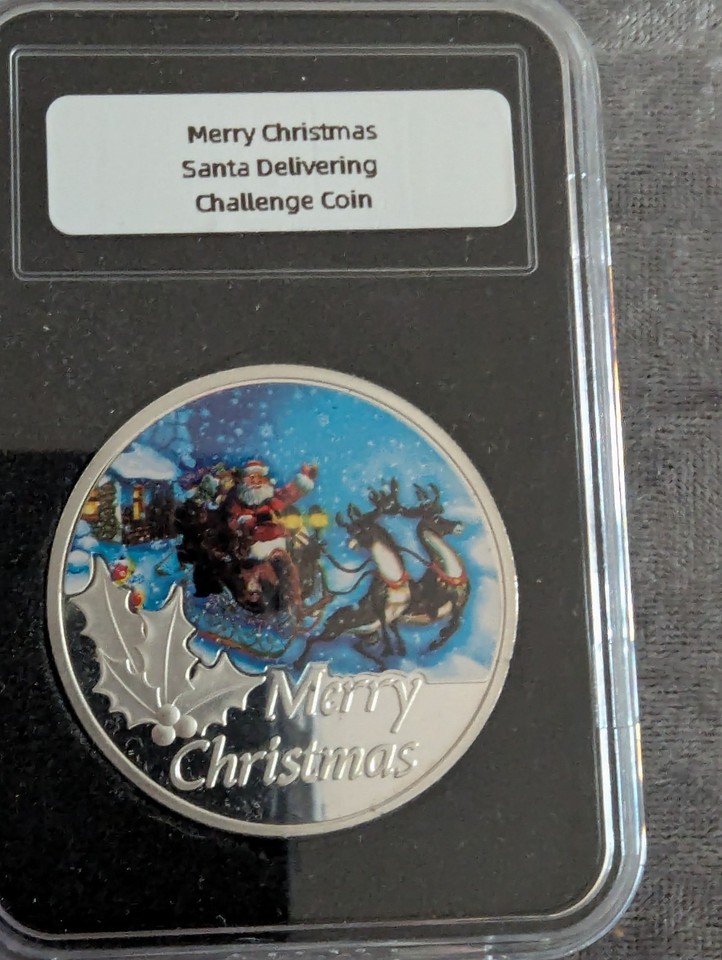 Merry Christmas
Santa Delivering
Challenge Coin
Merry
Christmas